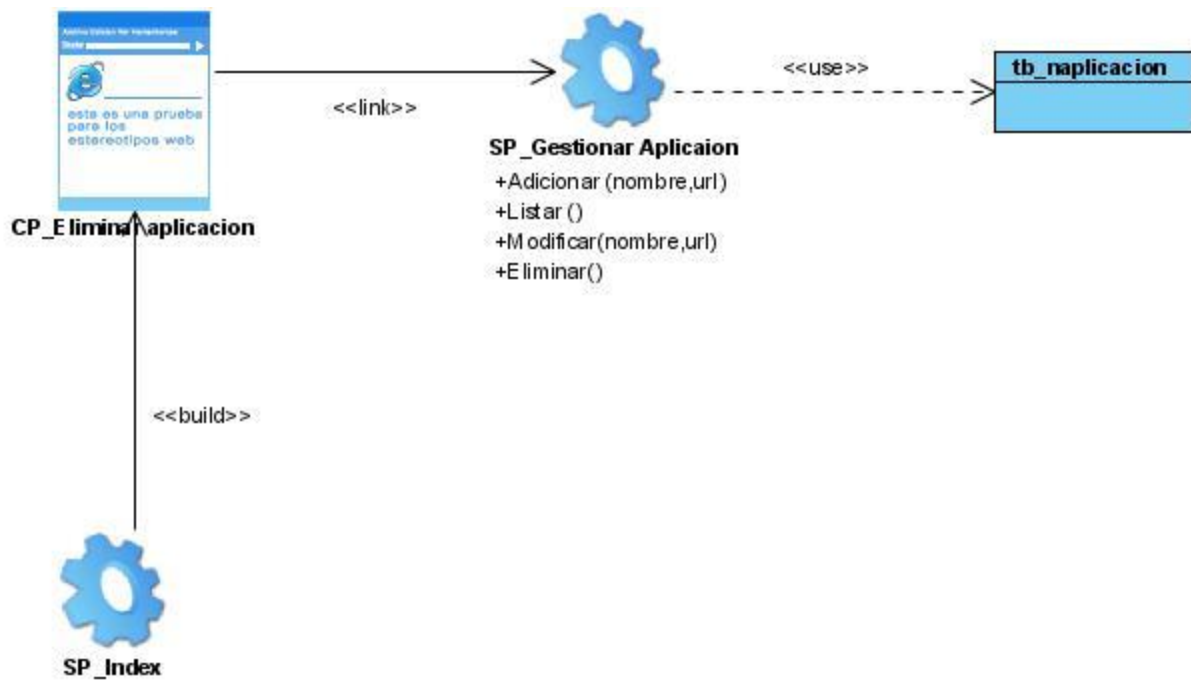 esta es una prueba
para los
estereotipos web
CP_Eliminar aplicacion
<<link>>
SP_Gestionar Aplicaion
+Adicionar (nombre,url)
+Listar ()
+Modificar(nombre,url)
+Eliminar()
<<use>>
tb_naplicacion
<<build>>
SP_Index